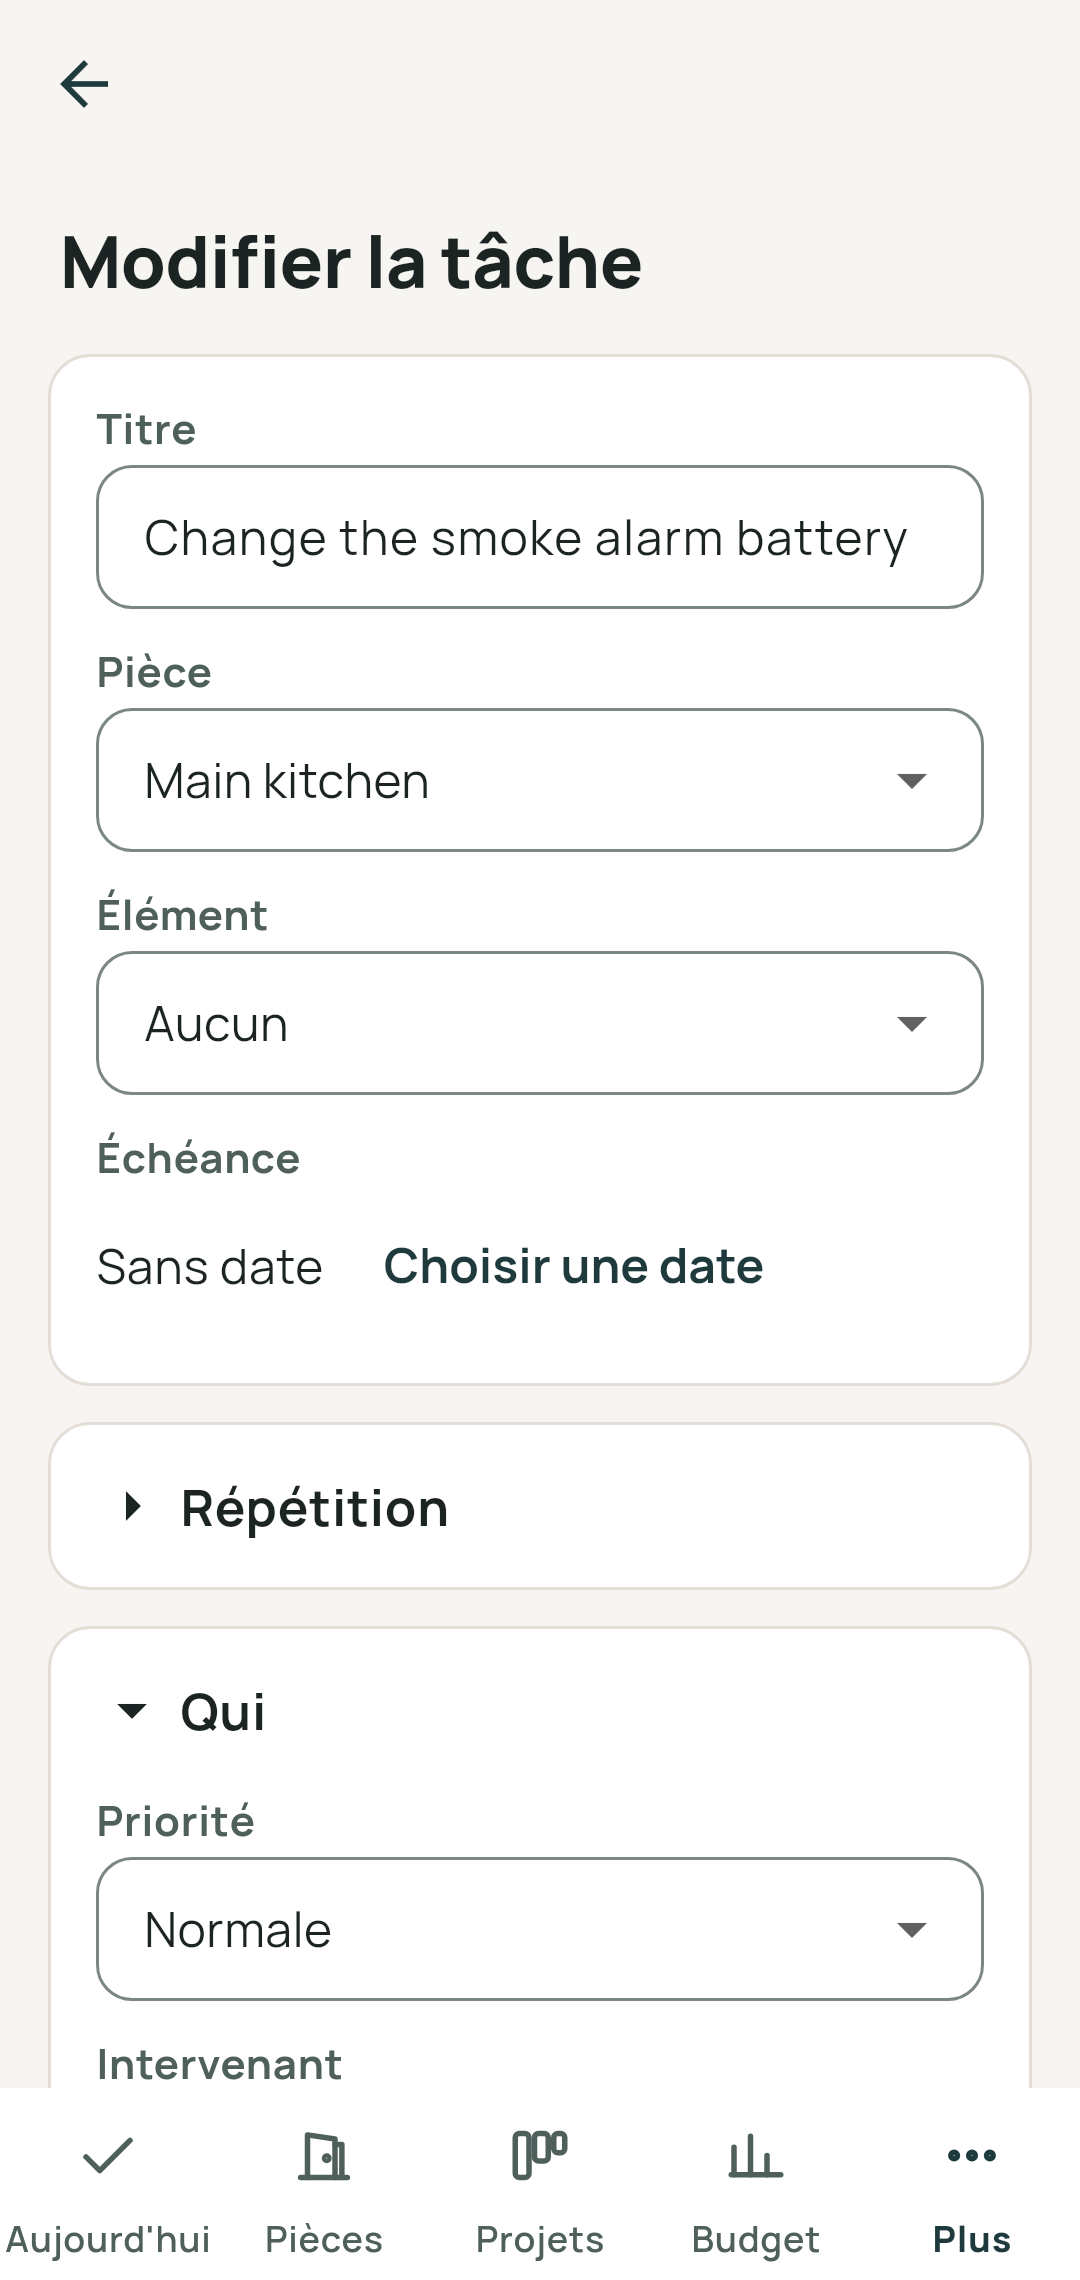 Modifier la tâche
Titre
Change the smoke alarm battery
Pièce
Main kitchen
Élément
Aucun
Échéance
Sans date Choisir une date
Répétition
Qui
Priorité
Normale
Intervenant
Aujourd'hui Pièces Projets Budget Plus